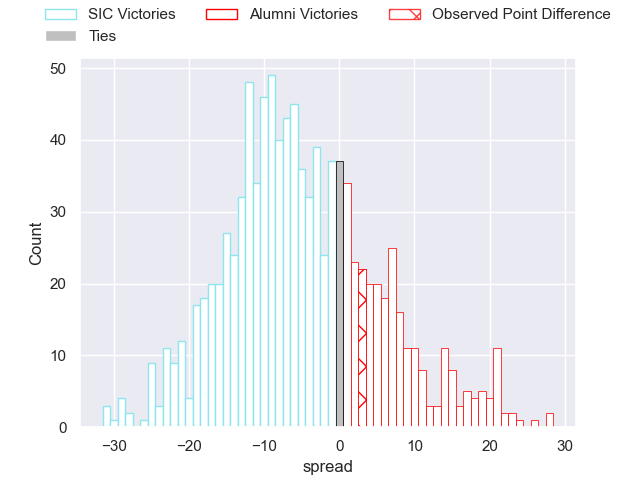 SIC Victories
Alumni Victories
Observed Point Difference
Ties
50
40
30
20
10
0
Count
−30
−20
−10
0
10
20
30
spread